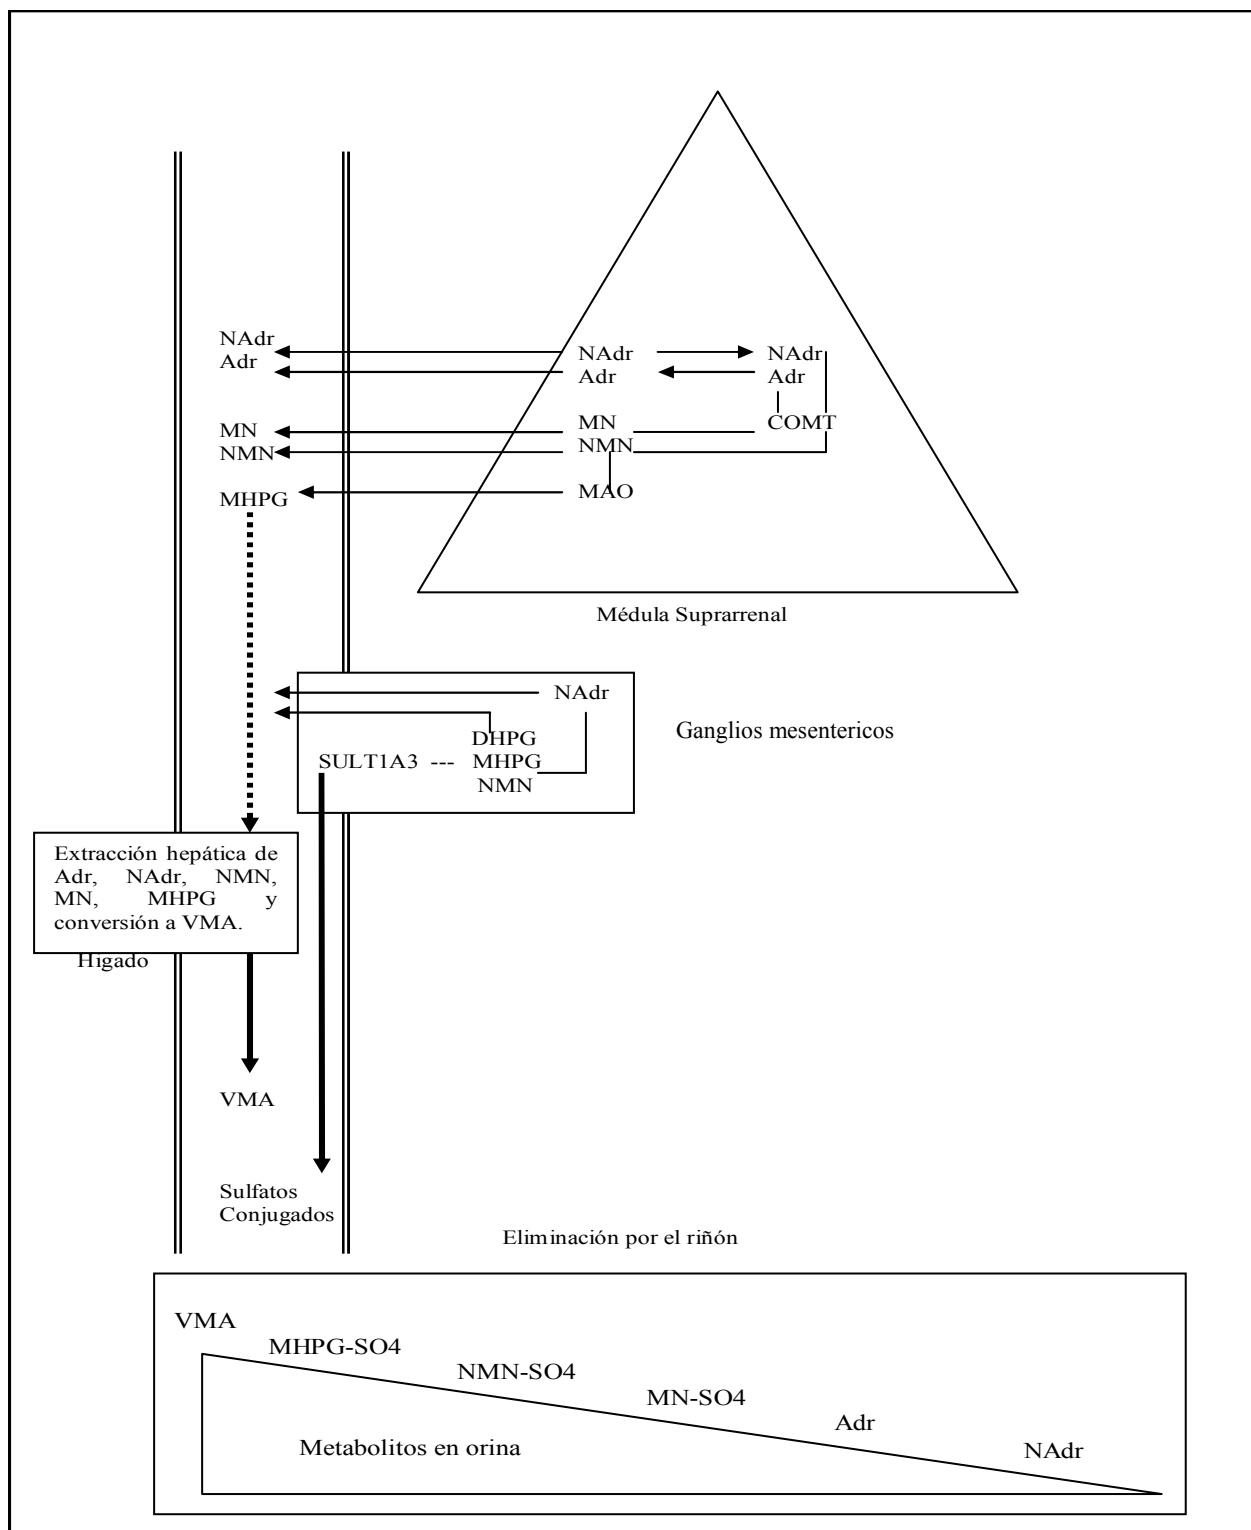 NAdr
Adr
NAdr
Adr
NAdr
Adr
MN
NMN
MN
NMN
COMT
MHPG
MAO
Médula Suprarrenal
NAdr
Ganglios mesentericos
DHPG
SULT1A3 --- MHPG
NMN
Extracción hepática de
Adr, NAdr, NMN,
MN, MHPG y
conversión a VMA.
Higado
VMA
Sulfatos
Conjugados
Eliminación por el riñón
VMA
MHPG-SO4
NMN-SO4
MN-SO4
Adr
NAdr
Metabolitos en orina